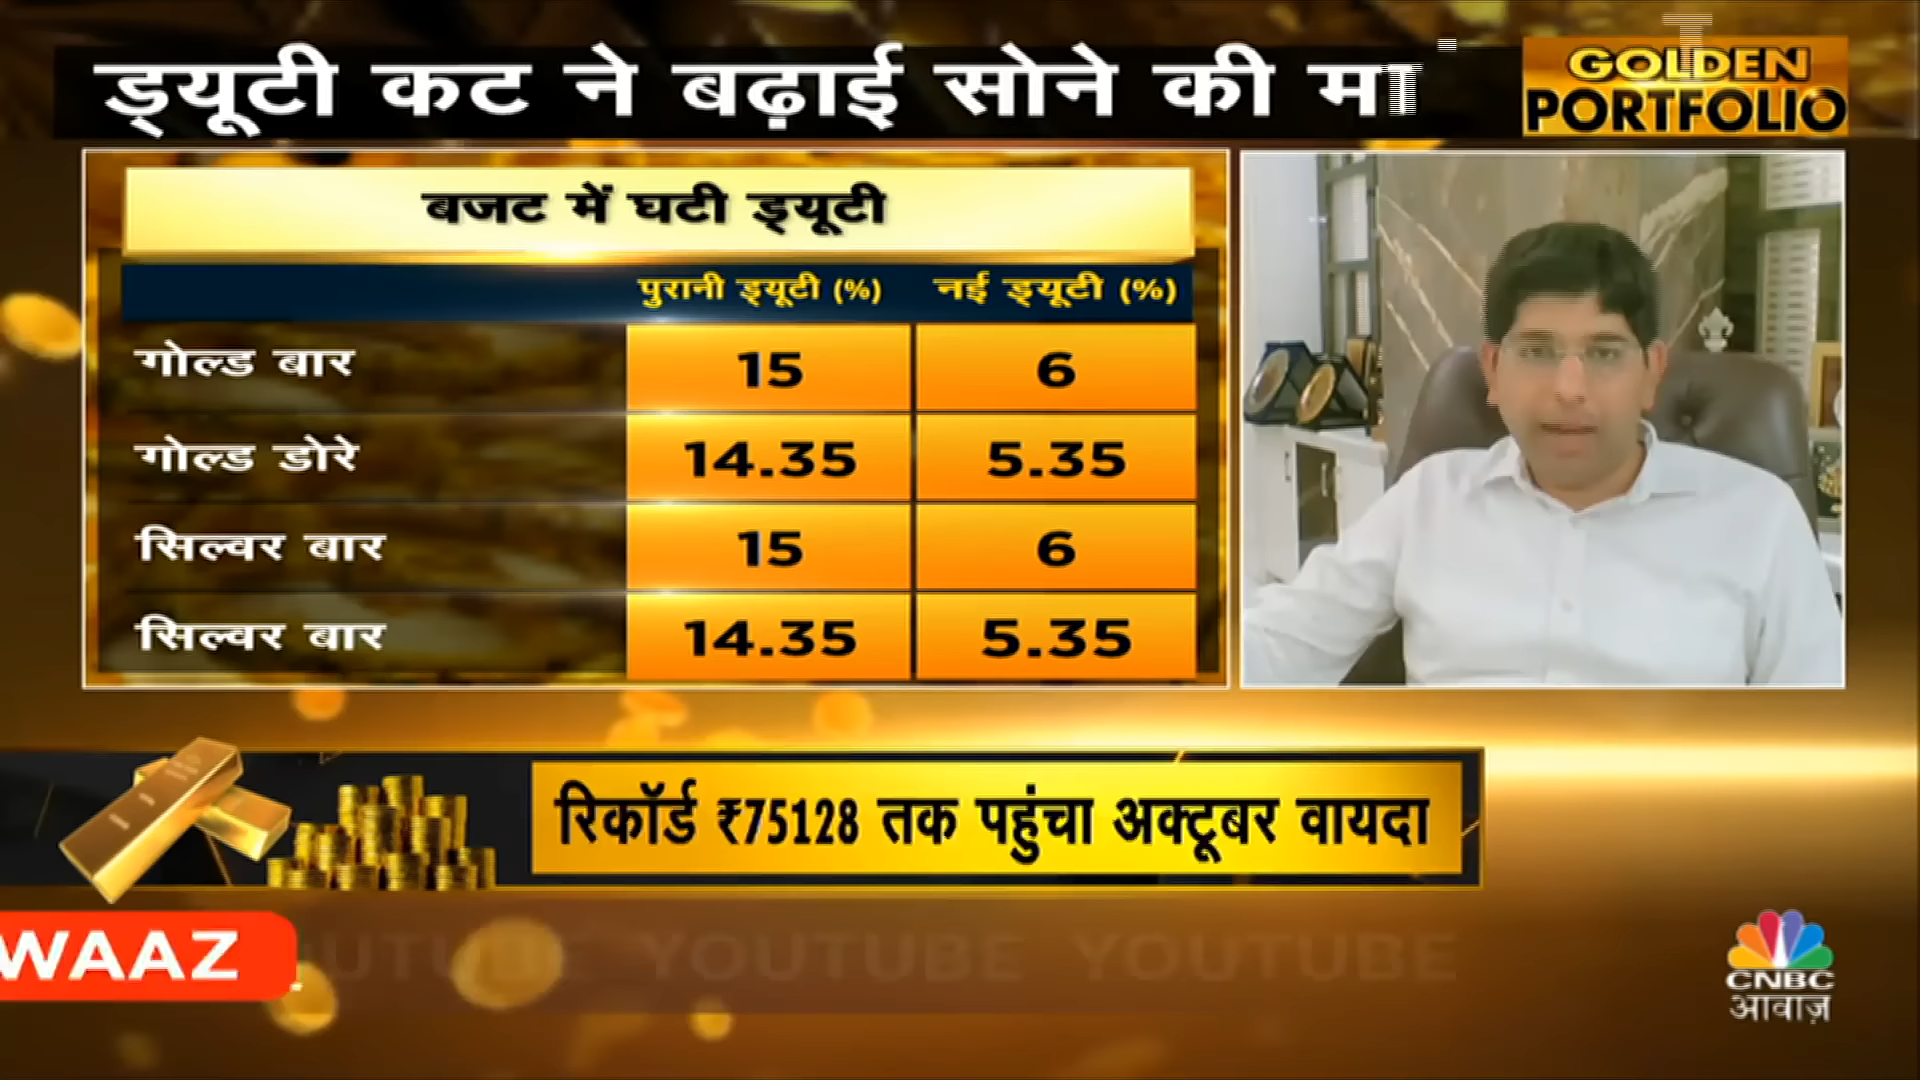 ड्यूटी कट ने बढ़ाई सोने की
GOLDEN
PORTFOLIO
बजट में घटी ड्यूटी
पुरानी ड्यूटी (%) नई ड्यूटी (%)
गोल्ड बार 15 6
गोल्ड डोरे 14.35 5.35
सिल्वर बार 15 6
सिल्वर बार 14.35 5.35
रिकॉर्ड ₹75128 तक पहुंचा अक्टूबर वायदा
WAAZ
YOUTUBE YOUTUBE
CNBC
आवाज़